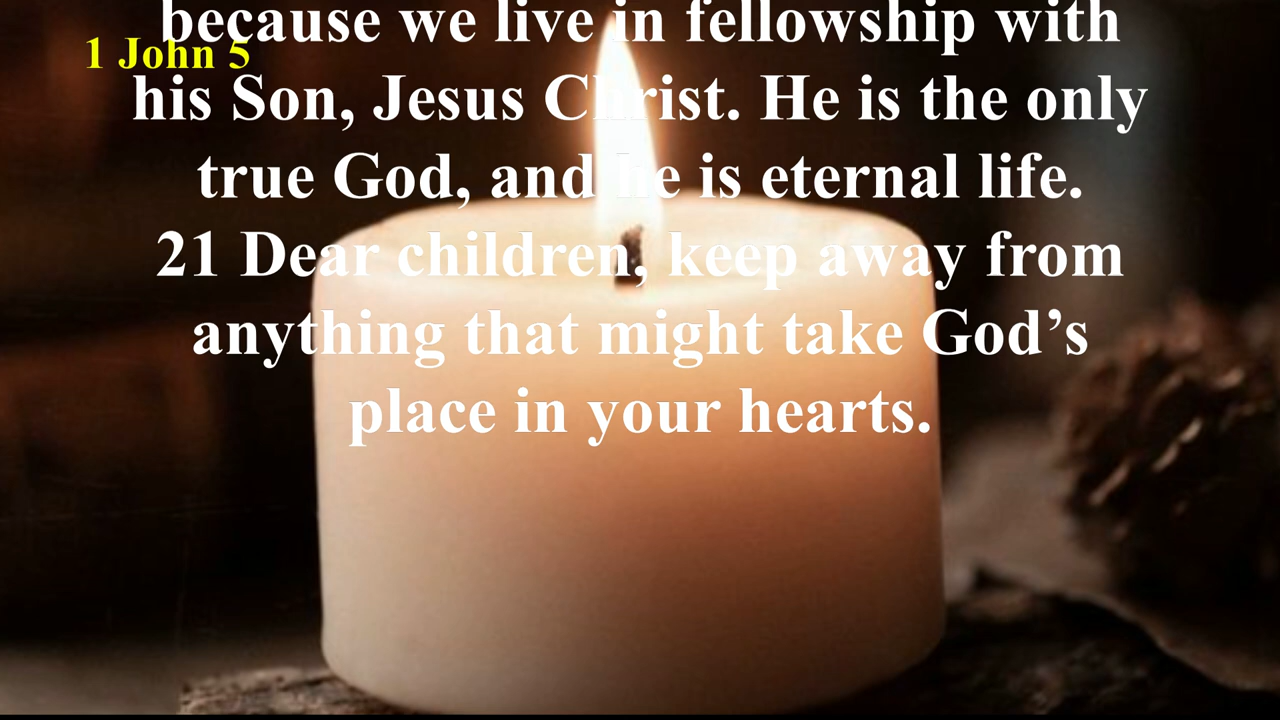 because we live in fellowship with
1 John 5
his Son, Jesus Christ. He is the only
true God, and he is eternal life.
21 Dear children, keep away from
anything that might take God’s
place in your hearts.